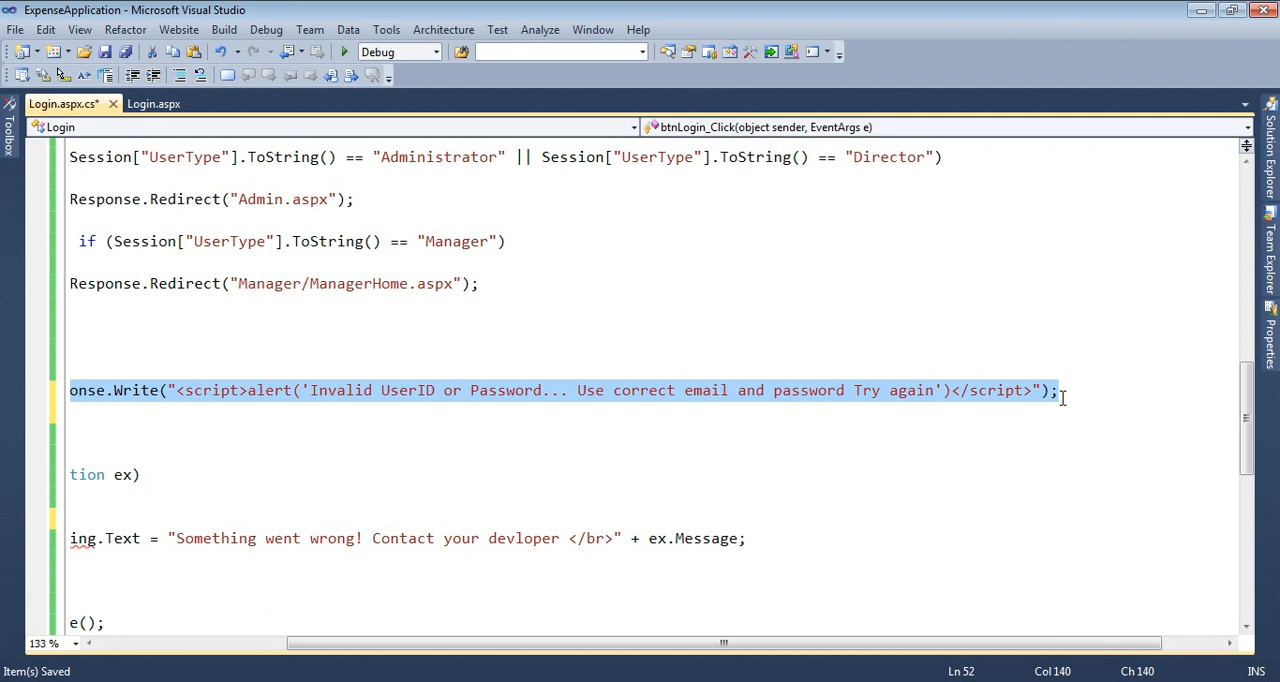 ExpenseApplication - Microsoft Visual Studio
File Edit View Refactor Website Build Debug Team Data Tools Architecture Test Analyze Window Help
Debug
Login.aspx.cs* Login.aspx
Login btnLogin_Click(object sender, EventArgs e)
Toolbox
Solution Explorer
Team Explorer
Properties
Session["UserType"].ToString() == "Administrator" || Session["UserType"].ToString() == "Director")
Response.Redirect("Admin.aspx");
if (Session["UserType"].ToString() == "Manager")
Response.Redirect("Manager/ManagerHome.aspx");
onse.Write("<script>alert('Invalid UserID or Password... Use correct email and password Try again')</script>");
tion ex)
ing.Text = "Something went wrong! Contact your devloper </br>" + ex.Message;
e();
133 %
Item(s) Saved Ln 52 Col 140 Ch 140 INS